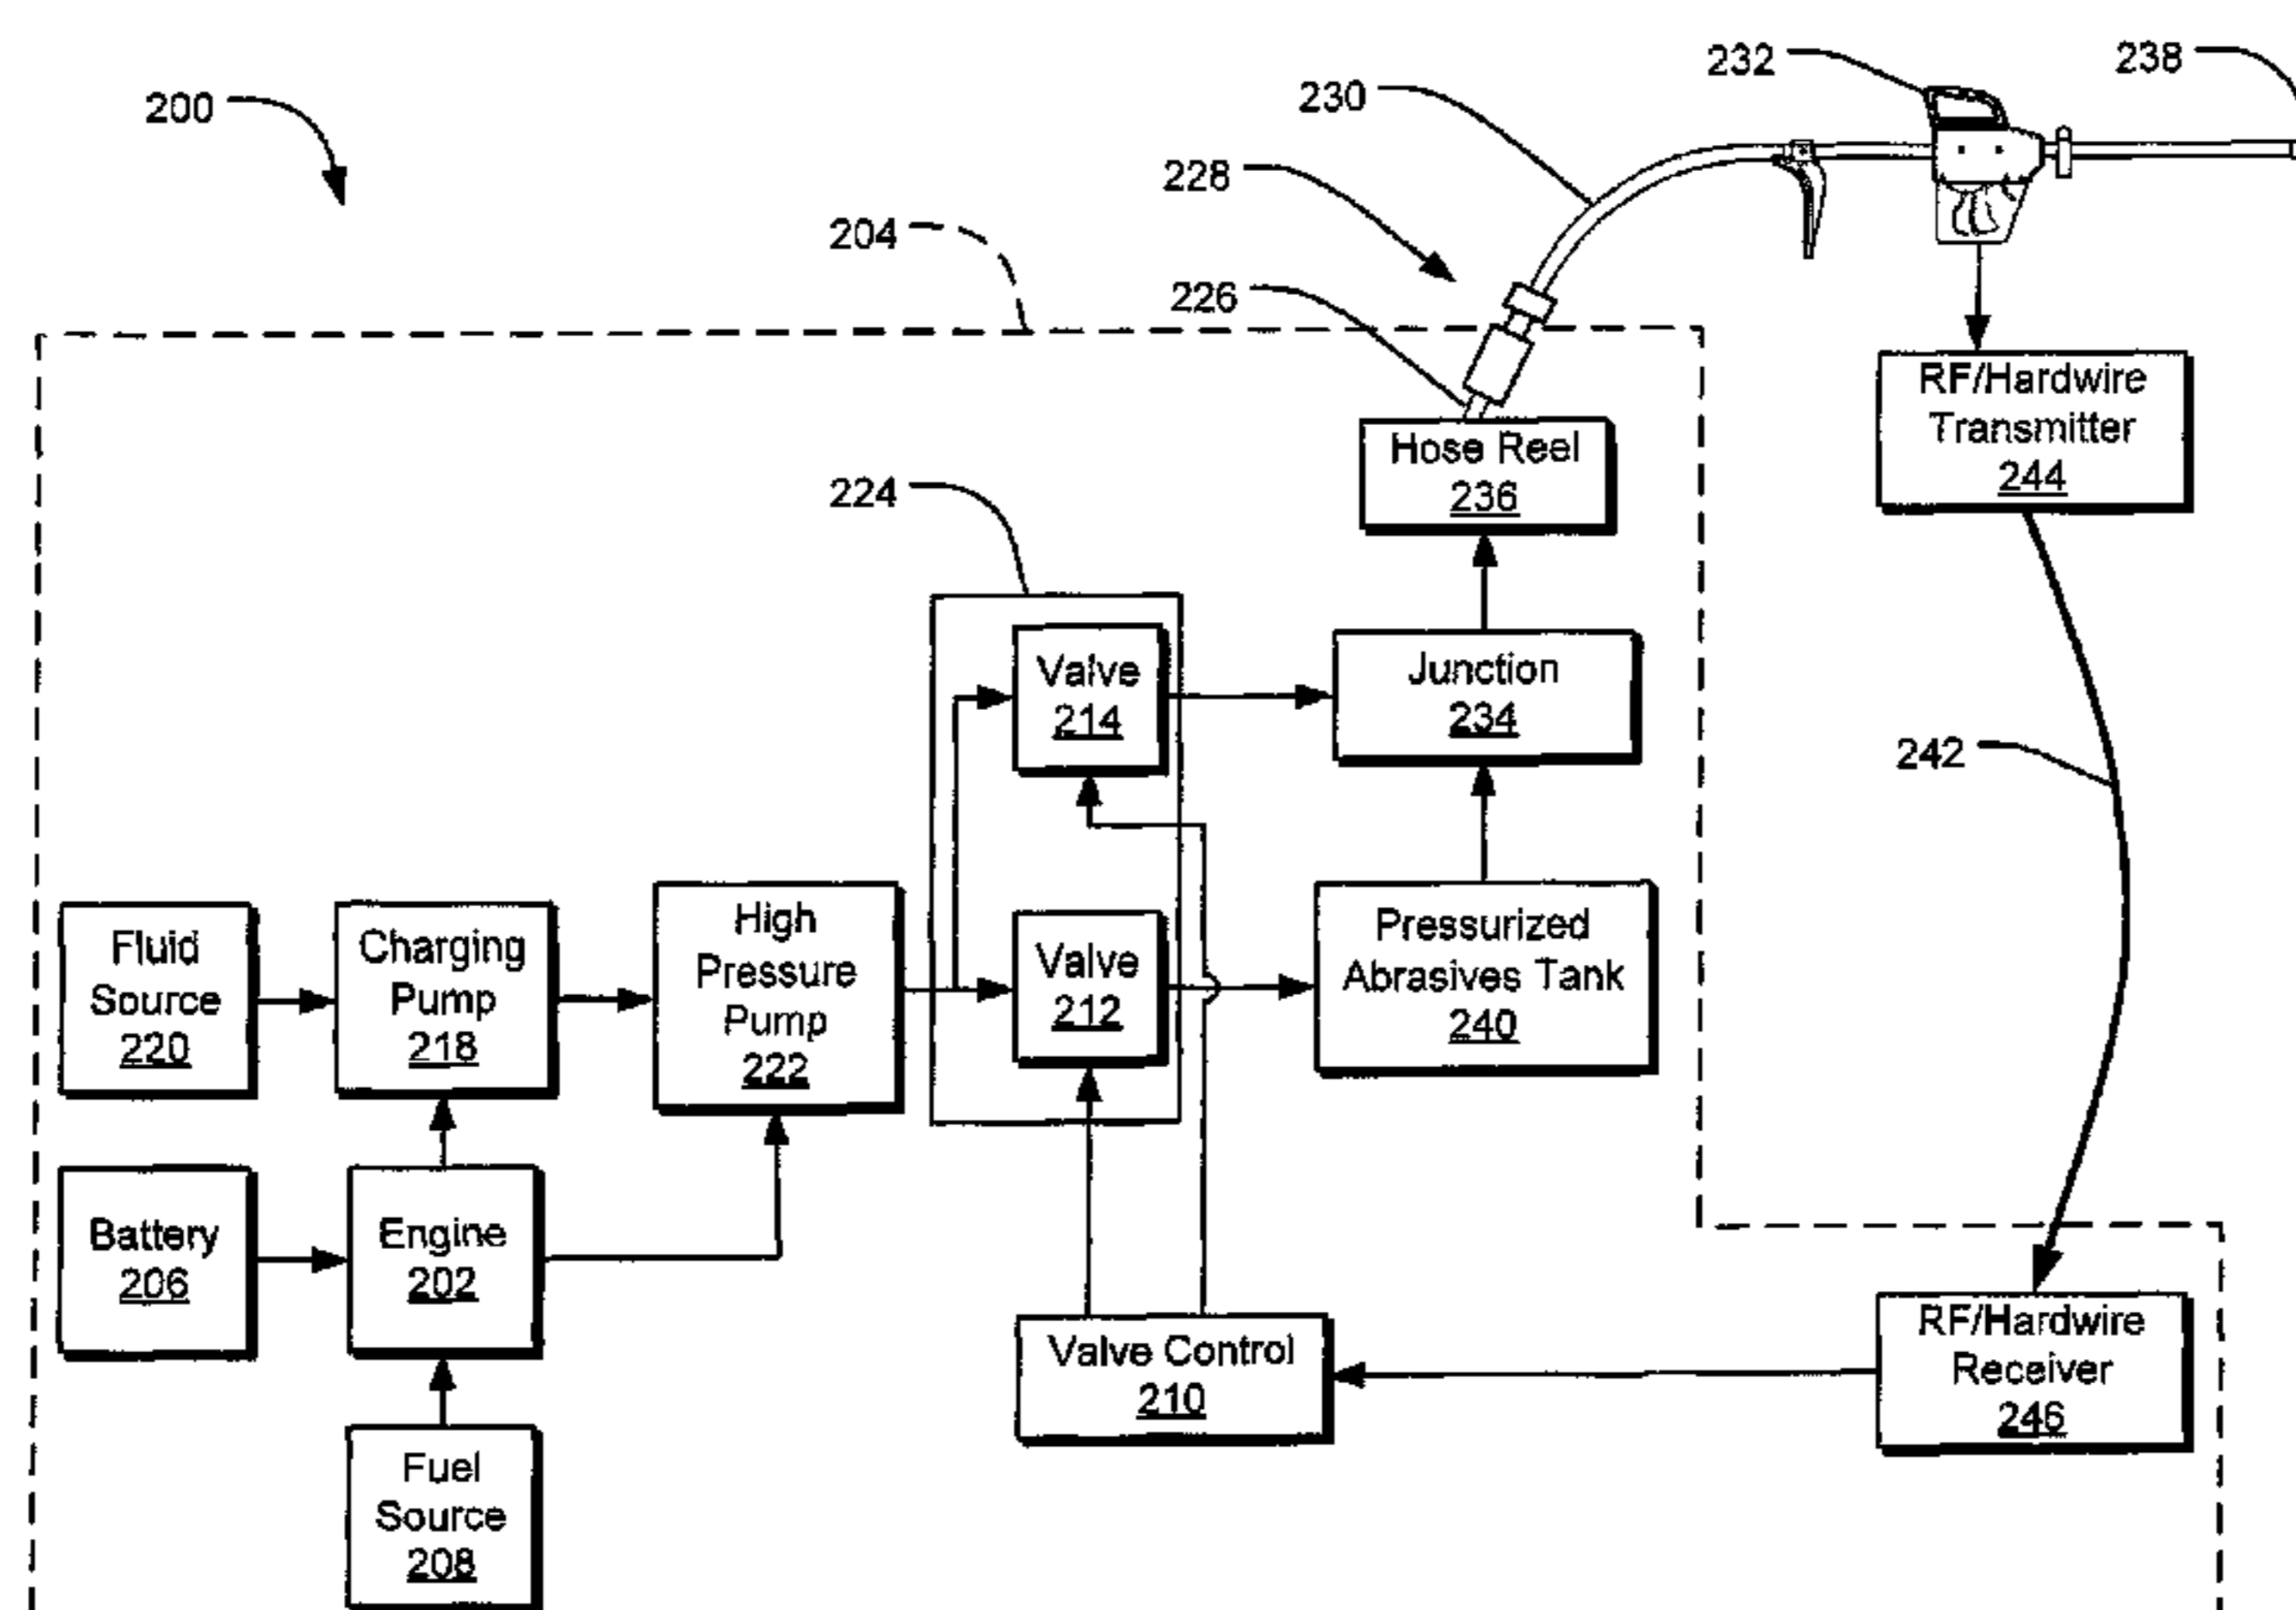 232
238
230
200
228
204
226
RF/Hardwire
Transmitter
244
Hose Reel
236
224
Valve
214
Junction
234
242
High
Pressure
Pump
222
Fluid
Source
220
Charging
Pump
218
Valve
212
Pressurized
Abrasives Tank
240
Battery
206
Engine
202
Valve Control
210
RF/Hardwire
Receiver
246
Fuel
Source
208